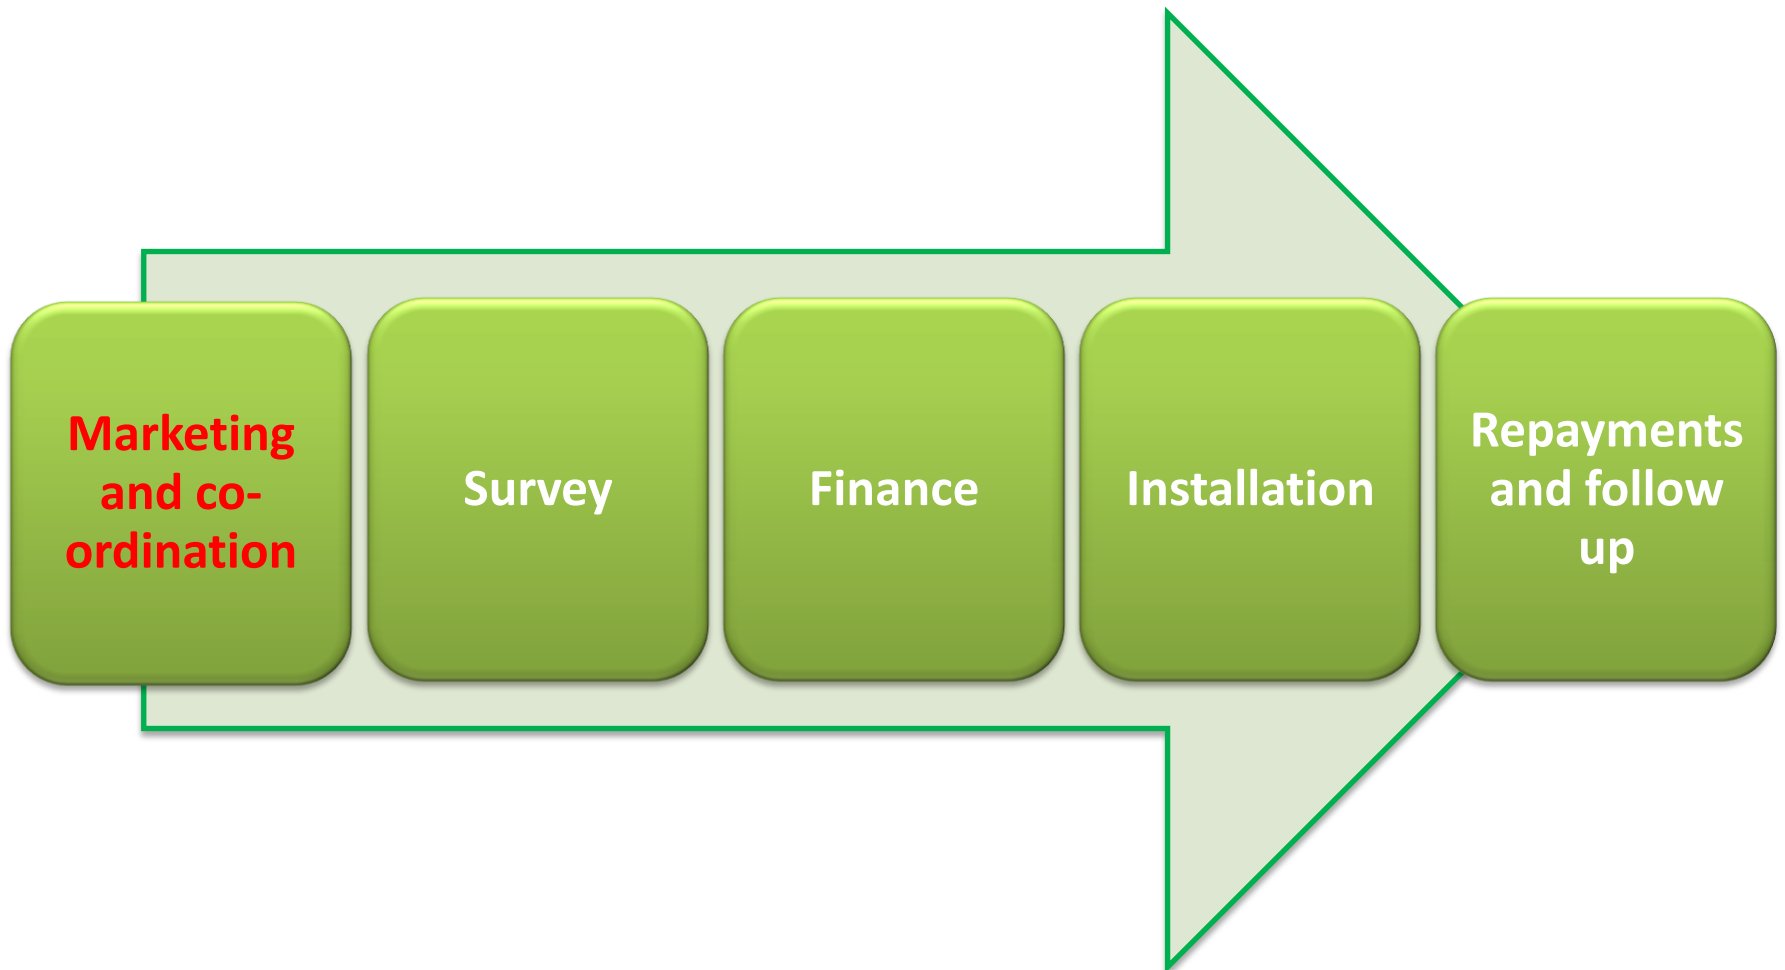 Marketing
and co-
ordination
Survey
Finance
Installation
Repayments
and follow
up